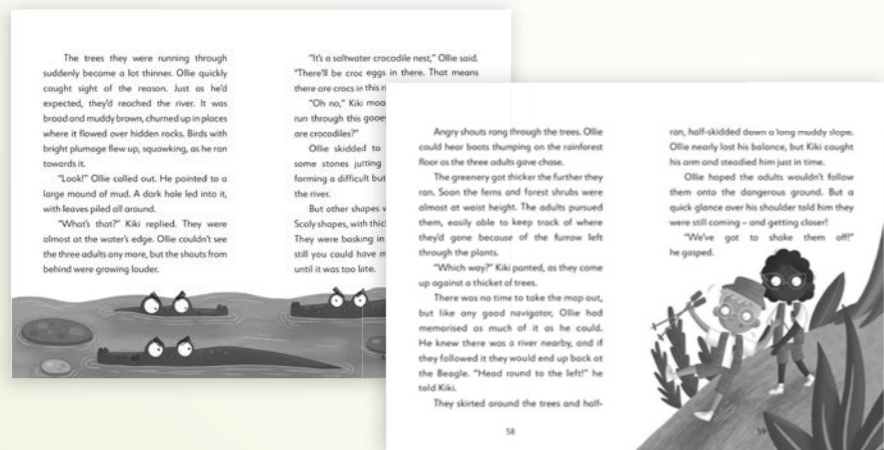 The trees they were running through
suddenly became a lot thinner. Ollie quickly
caught sight of the reason. Just as he'd
expected, they'd reached the river. It was
broad and muddy brown, churned up in places
where it flowed over hidden rocks. Birds with
bright plumage flew up, squawking, as he ran
towards it.
"Look!" Ollie called out. He pointed to a
large mound of mud. A dark hole led into it,
with leaves piled all around.
"What's that?" Kiki replied. They were
almost at the water's edge. Ollie couldn't see
the three adults any more, but the shouts from
behind were growing louder.
"It's a saltwater crocodile nest," Ollie said.
"There'll be croc eggs in there. That means
there are crocs in this
"Oh no," Kiki
run through this
are crocodiles?"
Ollie skidded to
some stones jutting
forming a difficult but
the river.
But other shapes
Scaly shapes, with
They were basking in
still you could have
until it was too late.
Angry shouts rang through the trees. Ollie
could hear boots thumping on the rainforest
floor as the three adults gave chase.
The greenery got thicker the further they
ran. Soon the ferns and forest shrubs were
almost at waist height. The adults pursued
them, easily able to keep track of where
they'd gone because of the furrow left
through the plants.
"Which way?" Kiki panted, as they came
up against a thicket of trees.
There was no time to take the map out,
but like any good navigator, Ollie had
memorised as much of it as he could.
He knew there was a river nearby, and if
they followed it they would end up back at
the Beagle. "Head round to the left!" he
told Kiki.
They skirted around the trees and half-
58
ran, half-skidded down a long muddy slope.
Ollie nearly lost his balance, but Kiki caught
his arm and steadied him just in time.
Ollie hoped the adults wouldn't follow
them onto the dangerous ground. But a
quick glance over his shoulder told him they
were still coming – and getting closer!
"We've got to shake them off!"
he gasped.
59